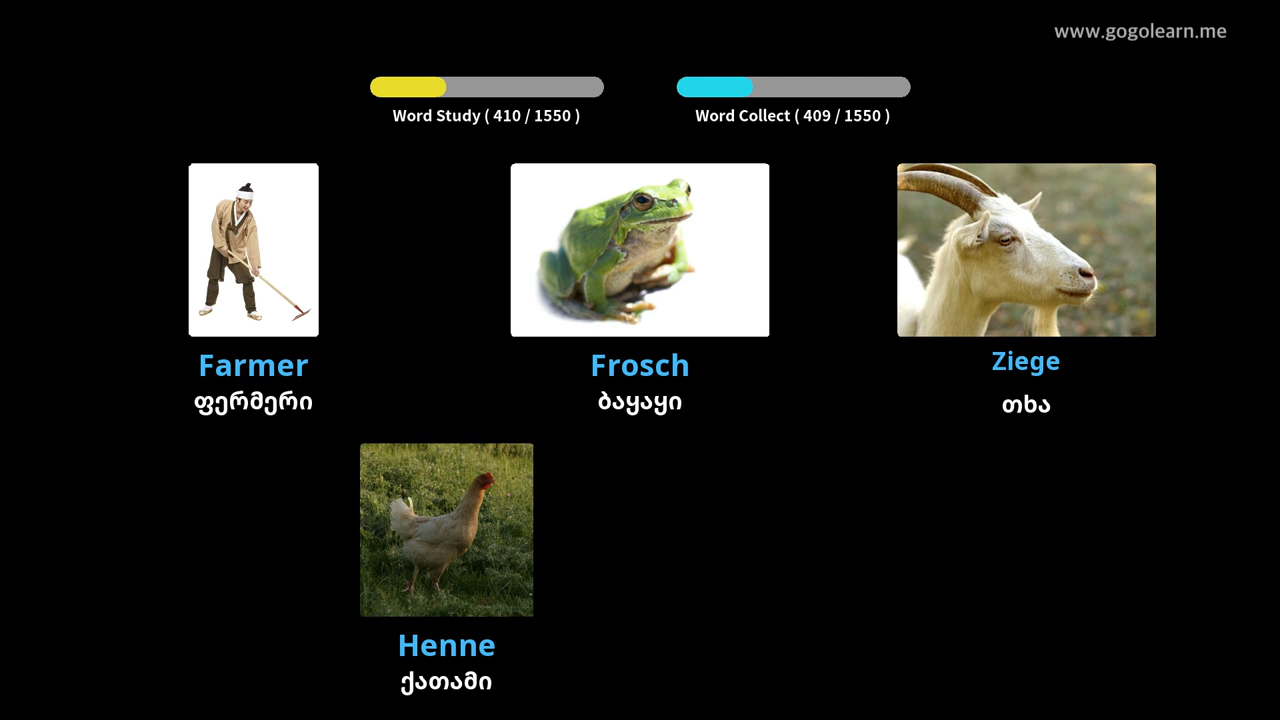 www.gogolearn.me
Word Study ( 410 / 1550 )
Word Collect ( 409 / 1550 )
Farmer
ფერმერი
Frosch
ბაყაყი
Ziege
თხა
Henne
ქათამი